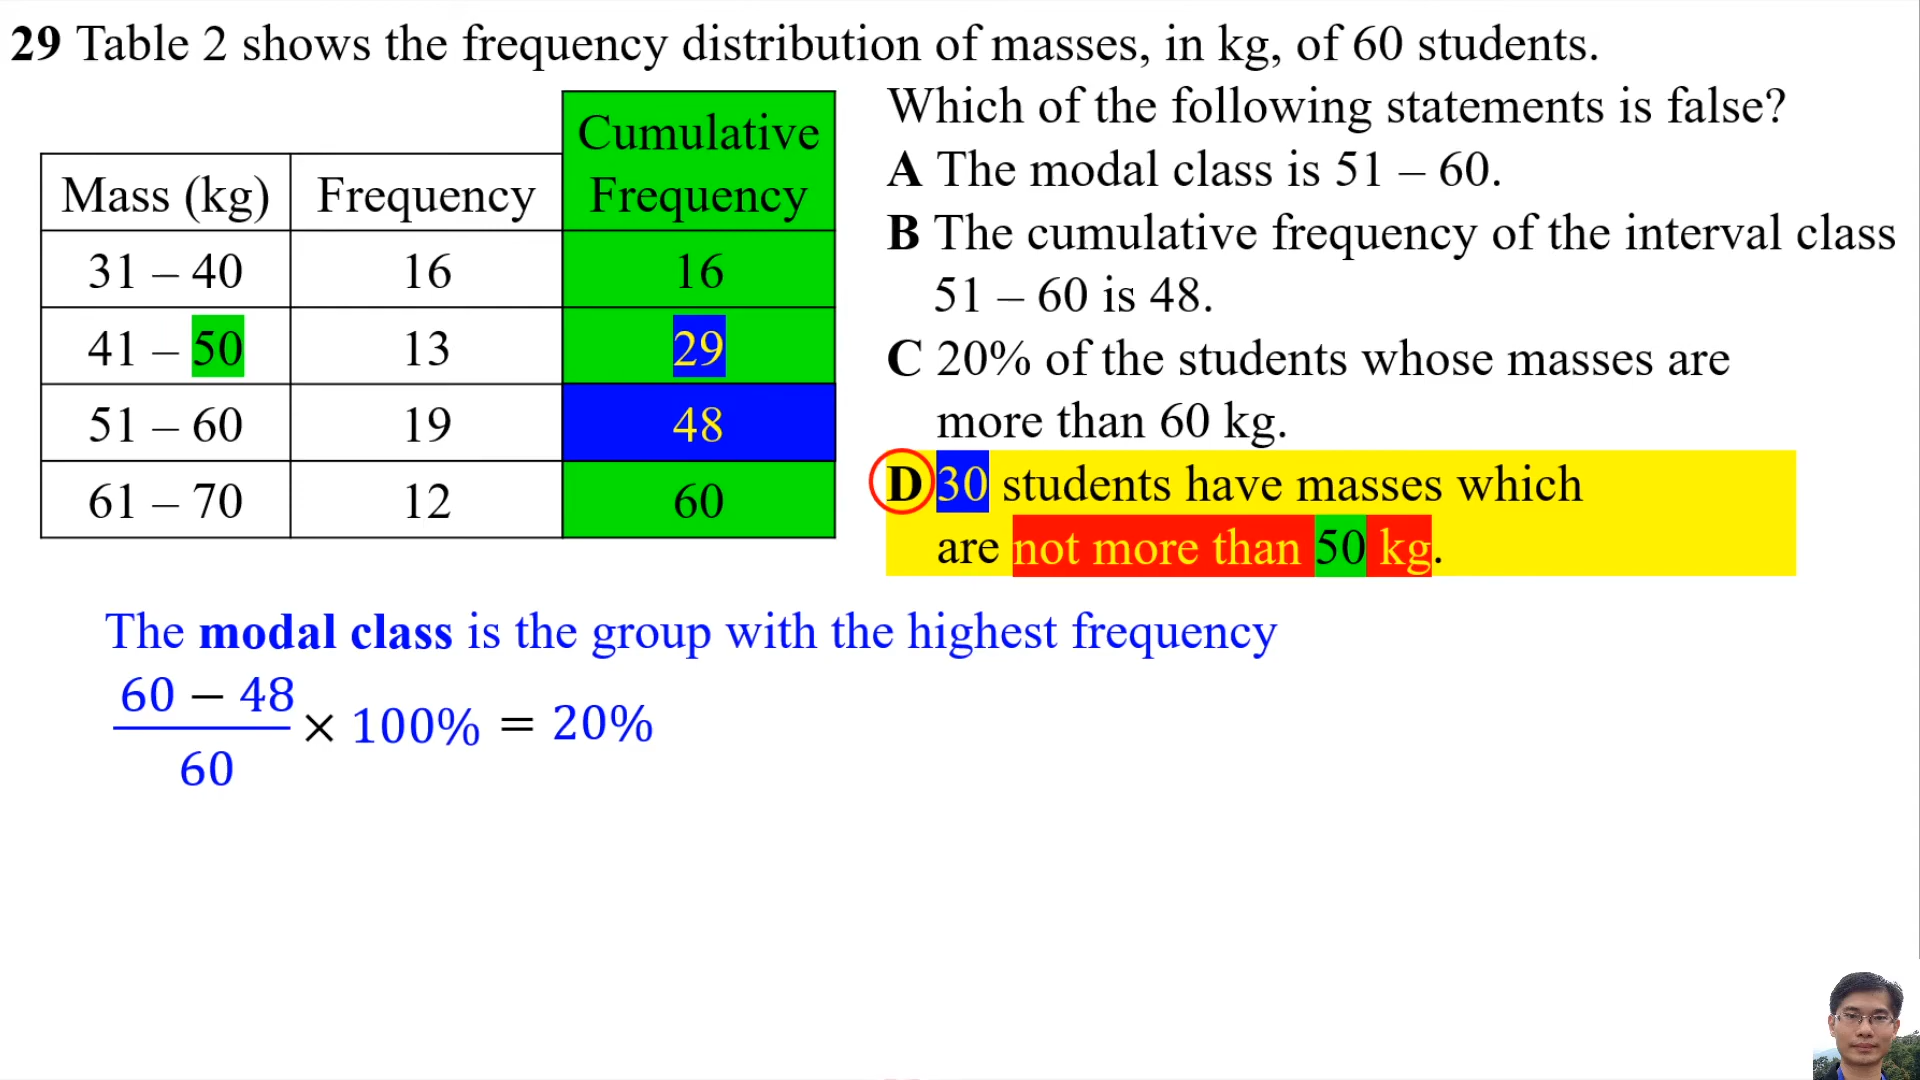 29 Table 2 shows the frequency distribution of masses, in kg, of 60 students.
Mass (kg) Frequency Cumulative Frequency
31 – 40 16 16
41 – 50 13 29
51 – 60 19 48
61 – 70 12 60
Which of the following statements is false?
A The modal class is 51 – 60.
B The cumulative frequency of the interval class
51 – 60 is 48.
C 20% of the students whose masses are
more than 60 kg.
D 30 students have masses which
are not more than 50 kg.
The modal class is the group with the highest frequency
60 − 48
60
× 100% = 20%